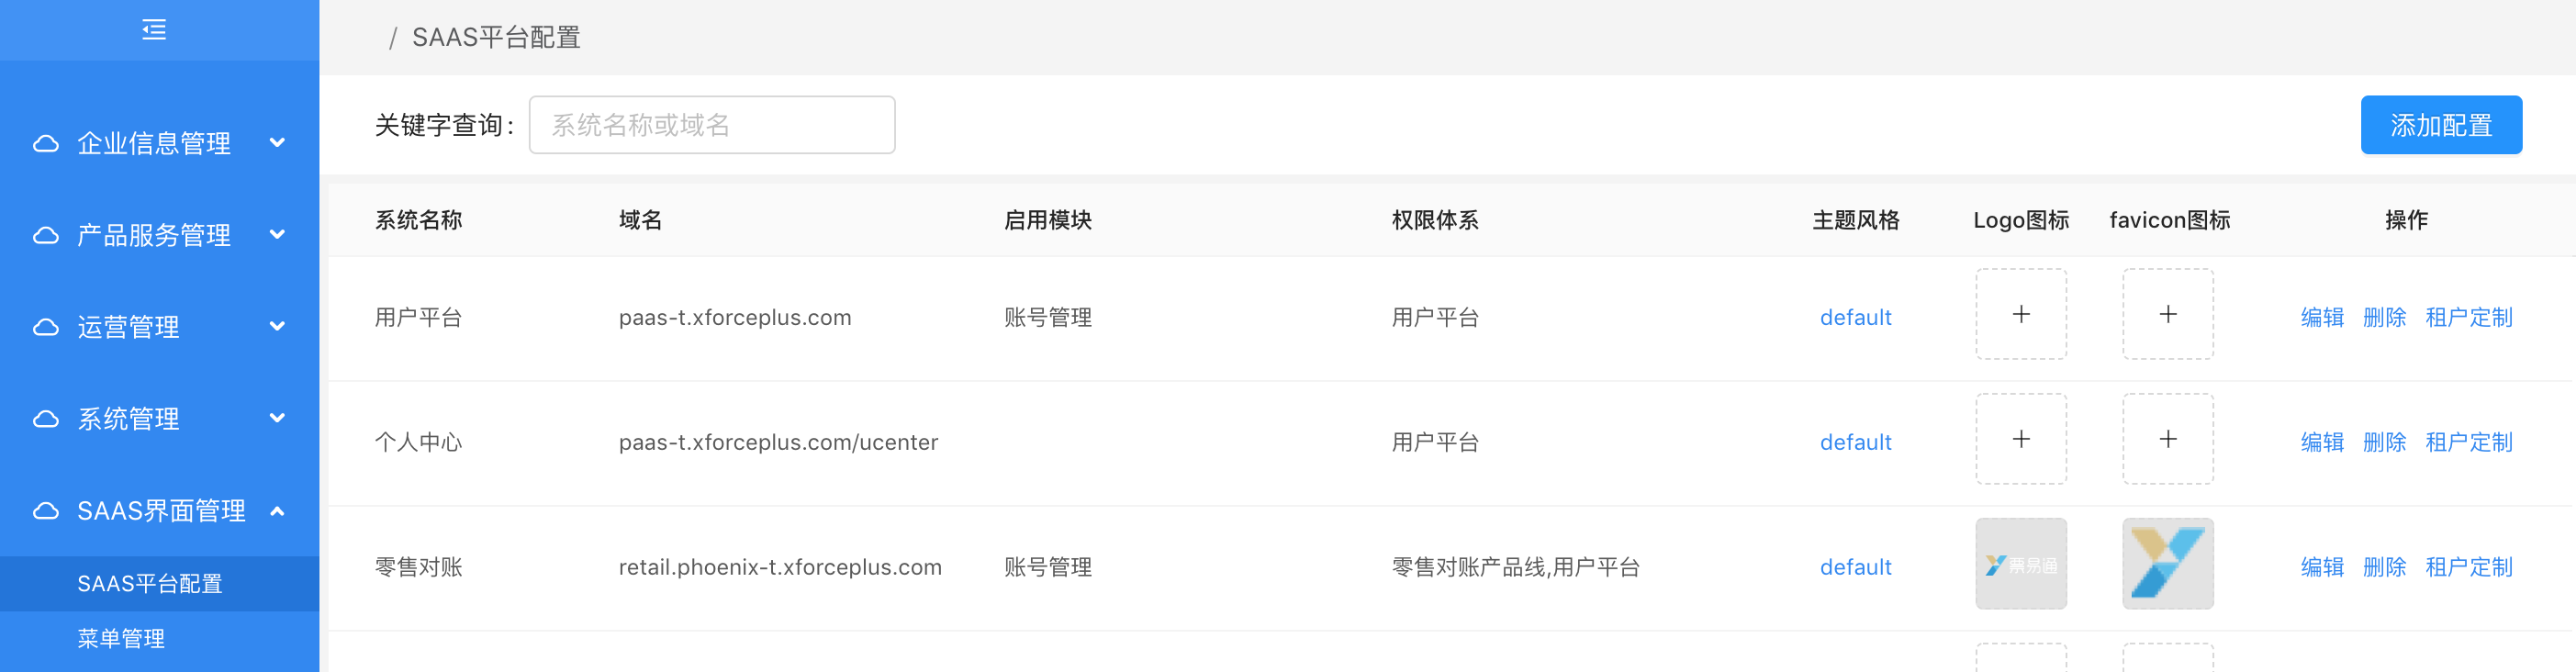 / SAAS平台配置
企业信息管理
产品服务管理
运营管理
系统管理
SAAS界面管理
SAAS平台配置
菜单管理
关键字查询: 系统名称或域名 添加配置
系统名称 域名 启用模块 权限体系 主题风格 Logo图标 favicon图标 操作
用户平台 paas-t.xforceplus.com 账号管理 用户平台 default + + 编辑 删除 租户定制
个人中心 paas-t.xforceplus.com/ucenter 用户平台 default + + 编辑 删除 租户定制
零售对账 retail.phoenix-t.xforceplus.com 账号管理 零售对账产品线,用户平台 default 票易通 编辑 删除 租户定制